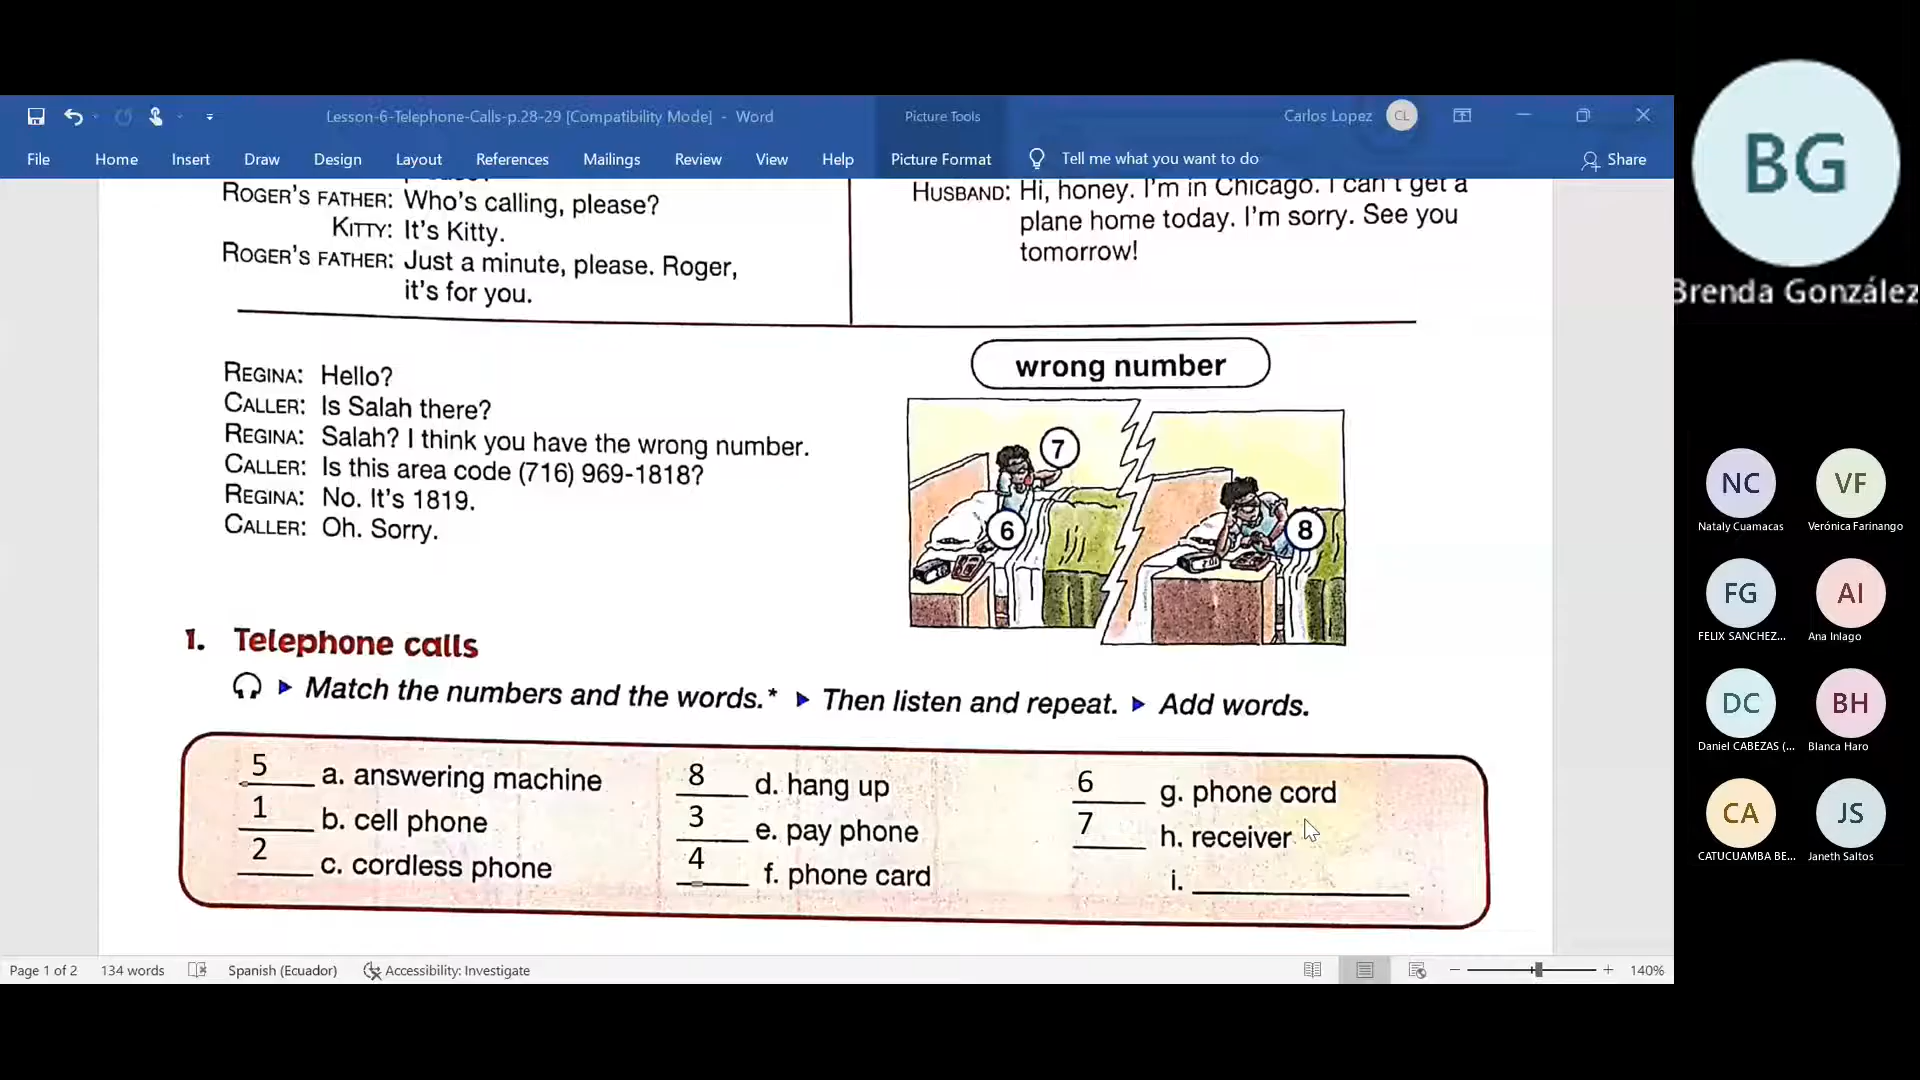 Lesson-6-Telephone-Calls-p.28-29 [Compatibility Mode] - Word
Picture Tools
Carlos Lopez CL
File Home Insert Draw Design Layout References Mailings Review View Help Picture Format Tell me what you want to do Share
ROGER'S FATHER: Who's calling, please?
KITTY: It's Kitty.
ROGER'S FATHER: Just a minute, please. Roger,
it's for you.
HUSBAND: Hi, honey. I'm in Chicago. I can't get a
plane home today. I'm sorry. See you
tomorrow!
REGINA: Hello?
CALLER: Is Salah there?
REGINA: Salah? I think you have the wrong number.
CALLER: Is this area code (716) 969-1818?
REGINA: No. It's 1819.
CALLER: Oh. Sorry.
wrong number
7
6
8
1. Telephone calls
Match the numbers and the words.* Then listen and repeat. Add words.
5 a. answering machine
1 b. cell phone
2 c. cordless phone
8 d. hang up
3 e. pay phone
4 f. phone card
6 g. phone cord
7 h. receiver
i.
Page 1 of 2 134 words Spanish (Ecuador) Accessibility: Investigate 140%
BG
Brenda González
NC VF
Nataly Cuamacas Verónica Farinango
FG AI
FELIX SANCHEZ... Ana Inlago
DC BH
Daniel CABEZAS (... Blanca Haro
CA JS
CATUCUAMBA BE... Janeth Saltos